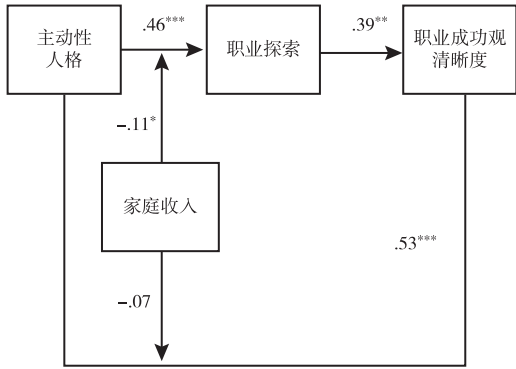 .46***
.39**
主动性
人格
职业探索
职业成功观
清晰度
-.11*
家庭收入
.53***
-.07